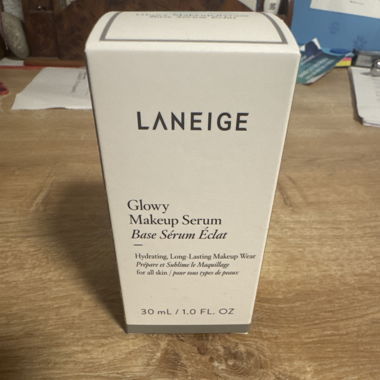 LANEIGE
Glowy
Makeup Serum
Base Sérum Éclat
Hydrating, Long-Lasting Makeup Wear
Prépare et Sublime le Maquillage
for all skin / pour tous types de peaux
30 mL / 1.0 FL. OZ